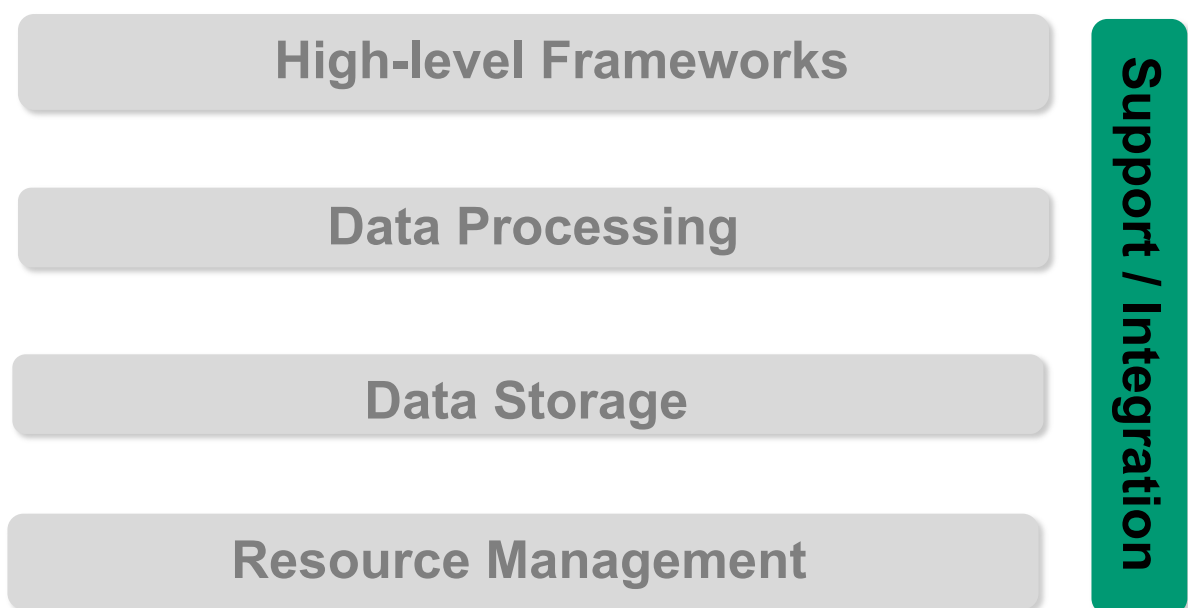 High-level Frameworks
Data Processing
Data Storage
Resource Management
Support / Integration